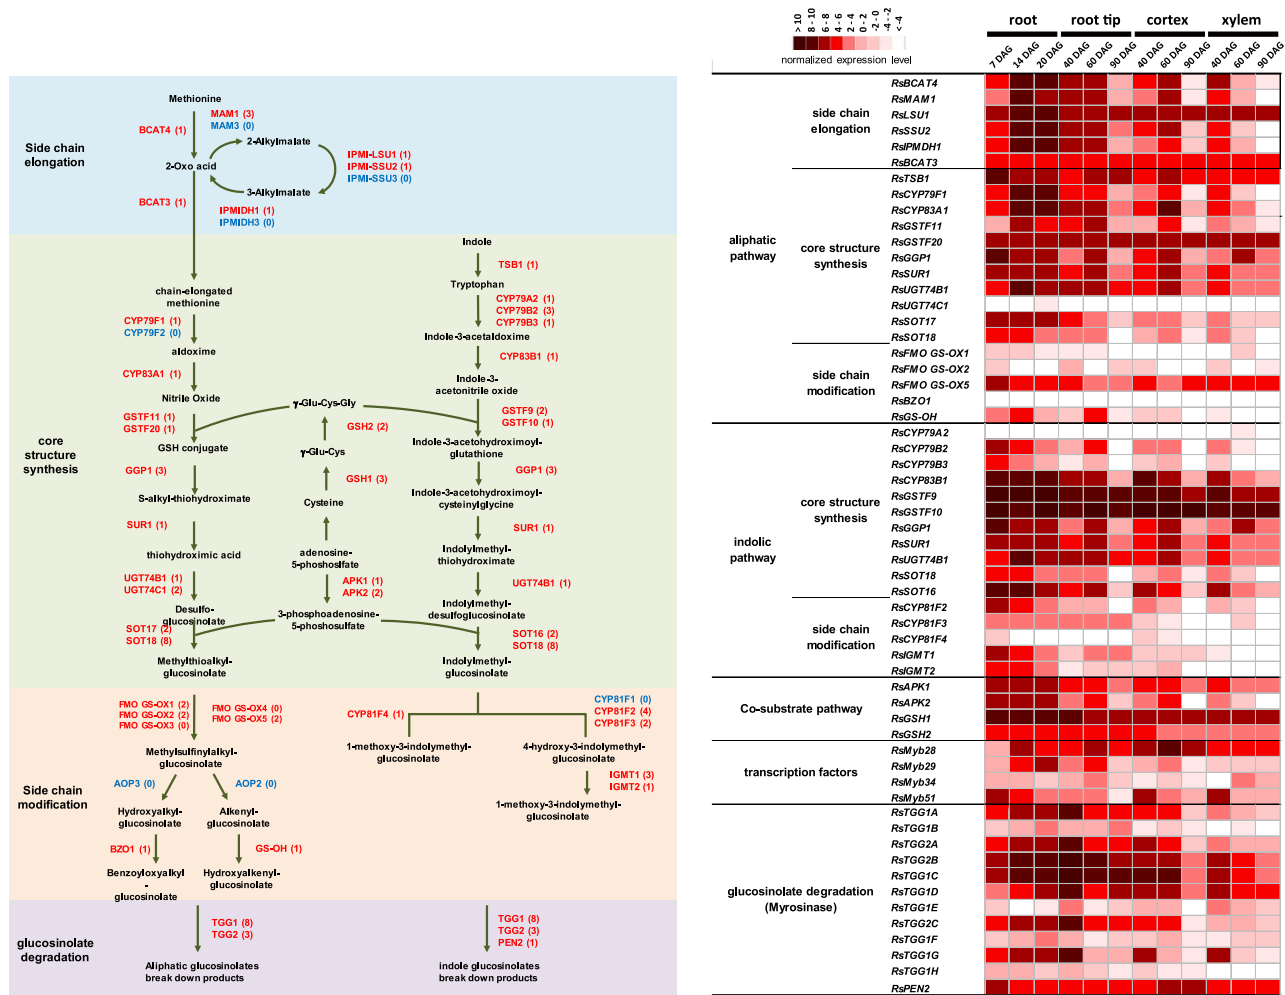 Side chain
elongation
Methionine
BCAT4 (1)
MAM1 (3)
MAM3 (0)
2-Alkylmalate
2-Oxo acid
IPMI-LSU1 (1)
IPMI-SSU2 (1)
IPMI-SSU3 (0)
3-Alkylmalate
BCAT3 (1)
IPMIDH1 (1)
IPMIDH3 (0)
core
structure
synthesis
chain-elongated
methionine
CYP79F1 (1)
CYP79F2 (0)
aldoxime
CYP83A1 (1)
Nitrile Oxide
GSTF11 (1)
GSTF20 (1)
GSH conjugate
GGP1 (3)
S-alkyl-thiohydroximate
SUR1 (1)
thiohydroximic acid
UGT74B1 (1)
UGT74C1 (2)
Desulfo-
glucosinolate
SOT17 (2)
SOT18 (8)
Methylthioalkyl-
glucosinolate
γ-Glu-Cys-Gly
GSH2 (2)
γ-Glu-Cys
GSH1 (3)
Cysteine
adenosine-
5-phoshoslfate
APK1 (1)
APK2 (2)
3-phosphoadenosine-
5-phoshosulfate
Indole
TSB1 (1)
Tryptophan
CYP79A2 (1)
CYP79B2 (3)
CYP79B3 (1)
Indole-3-acetaldoxime
CYP83B1 (1)
Indole-3-
acetonitrile oxide
GSTF9 (2)
GSTF10 (1)
Indole-3-acetohydroximoyl-
glutathione
GGP1 (3)
Indole-3-acetohydroximoyl-
cysteinylglycine
SUR1 (1)
Indolylmethyl-
thiohydroximate
UGT74B1 (1)
Indolylmethyl-
desulfoglucosinolate
SOT16 (2)
SOT18 (8)
Indolylmethyl-
glucosinolate
Side chain
modification
FMO GS-OX1 (2)
FMO GS-OX2 (2)
FMO GS-OX3 (0)
FMO GS-OX4 (0)
FMO GS-OX5 (2)
Methylsulfinylalkyl-
glucosinolate
AOP3 (0)
AOP2 (0)
Hydroxyalkyl-
glucosinolate
Alkenyl-
glucosinolate
BZO1 (1)
GS-OH (1)
Benzoyloxyalkyl
-
glucosinolate
Hydroxyalkenyl-
glucosinolate
CYP81F4 (1)
CYP81F1 (0)
CYP81F2 (4)
CYP81F3 (2)
1-methoxy-3-indolymethyl-
glucosinolate
4-hydroxy-3-indolymethyl-
glucosinolate
IGMT1 (3)
IGMT2 (1)
1-methoxy-3-indolymethyl-
glucosinolate
glucosinolate
degradation
TGG1 (8)
TGG2 (3)
Aliphatic glucosinolates
break down products
TGG1 (8)
TGG2 (3)
PEN2 (1)
indole glucosinolates
break down products
> 10
8 - 10
6 - 8
4 - 6
2 - 4
0 - 2
-2 - 0
-4 - -2
< -4
normalized expression level
root
root tip
cortex
xylem
7 DAG
14 DAG
20 DAG
40 DAG
60 DAG
90 DAG
40 DAG
60 DAG
90 DAG
40 DAG
60 DAG
90 DAG
aliphatic
pathway
side chain
elongation
RsBCAT4
RsMAM1
RsLSU1
RsSSU2
RsIPMDH1
RsBCAT3
core structure
synthesis
RsTSB1
RsCYP79F1
RsCYP83A1
RsGSTF11
RsGSTF20
RsGGP1
RsSUR1
RsUGT74B1
RsUGT74C1
RsSOT17
RsSOT18
side chain
modification
RsFMO GS-OX1
RsFMO GS-OX2
RsFMO GS-OX5
RsBZO1
RsGS-OH
indolic
pathway
core structure
synthesis
RsCYP79A2
RsCYP79B2
RsCYP79B3
RsCYP83B1
RsGSTF9
RsGSTF10
RsGGP1
RsSUR1
RsUGT74B1
RsSOT18
RsSOT16
side chain
modification
RsCYP81F2
RsCYP81F3
RsCYP81F4
RsIGMT1
RsIGMT2
Co-substrate pathway
RsAPK1
RsAPK2
RsGSH1
RsGSH2
transcription factors
RsMyb28
RsMyb29
RsMyb34
RsMyb51
glucosinolate degradation
(Myrosinase)
RsTGG1A
RsTGG1B
RsTGG2A
RsTGG2B
RsTGG1C
RsTGG1D
RsTGG1E
RsTGG2C
RsTGG1F
RsTGG1G
RsTGG1H
RsPEN2